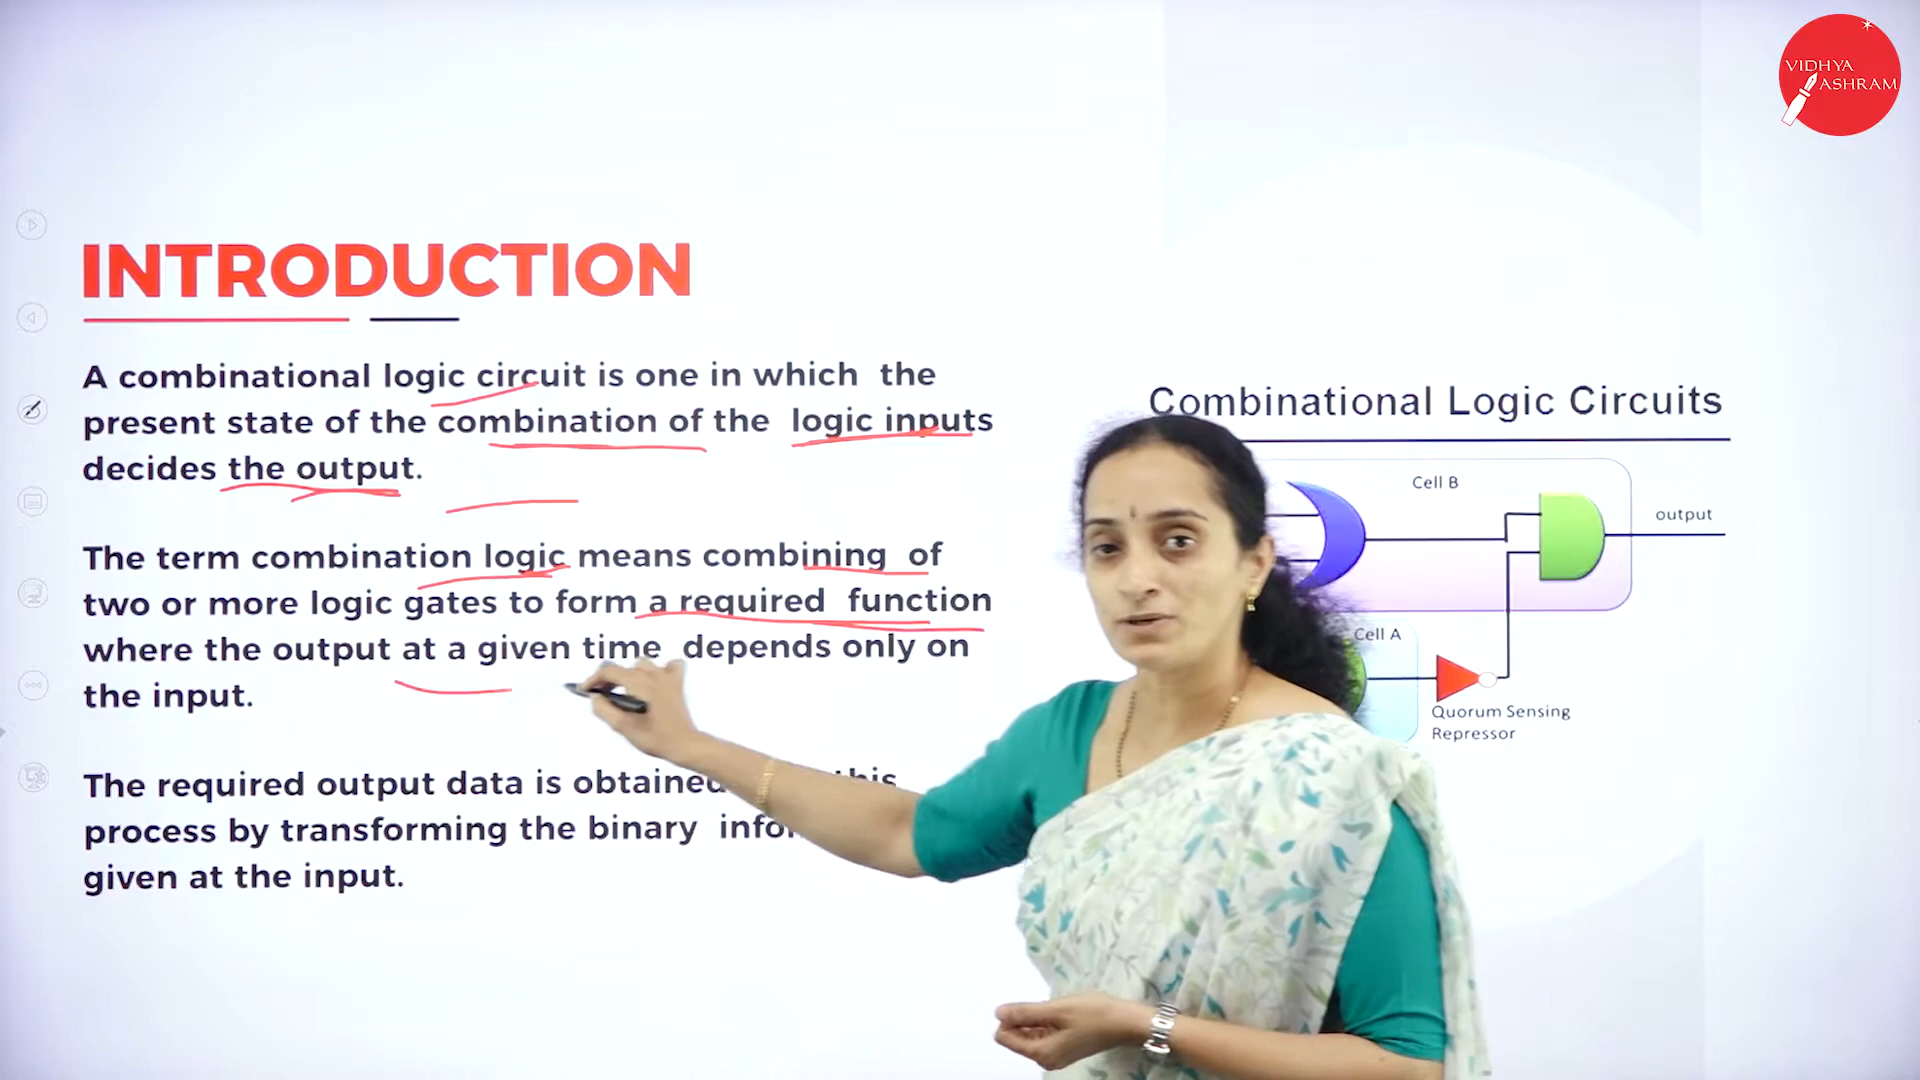 VIDHYA
ASHRAM
INTRODUCTION
A combinational logic circuit is one in which the
present state of the combination of the logic inputs
decides the output.
The term combination logic means combining of
two or more logic gates to form a required function
where the output at a given time depends only on
the input.
The required output data is obtained
process by transforming the binary
given at the input.
Combinational Logic Circuits
Cell B
output
Cell A
Quorum Sensing
Repressor